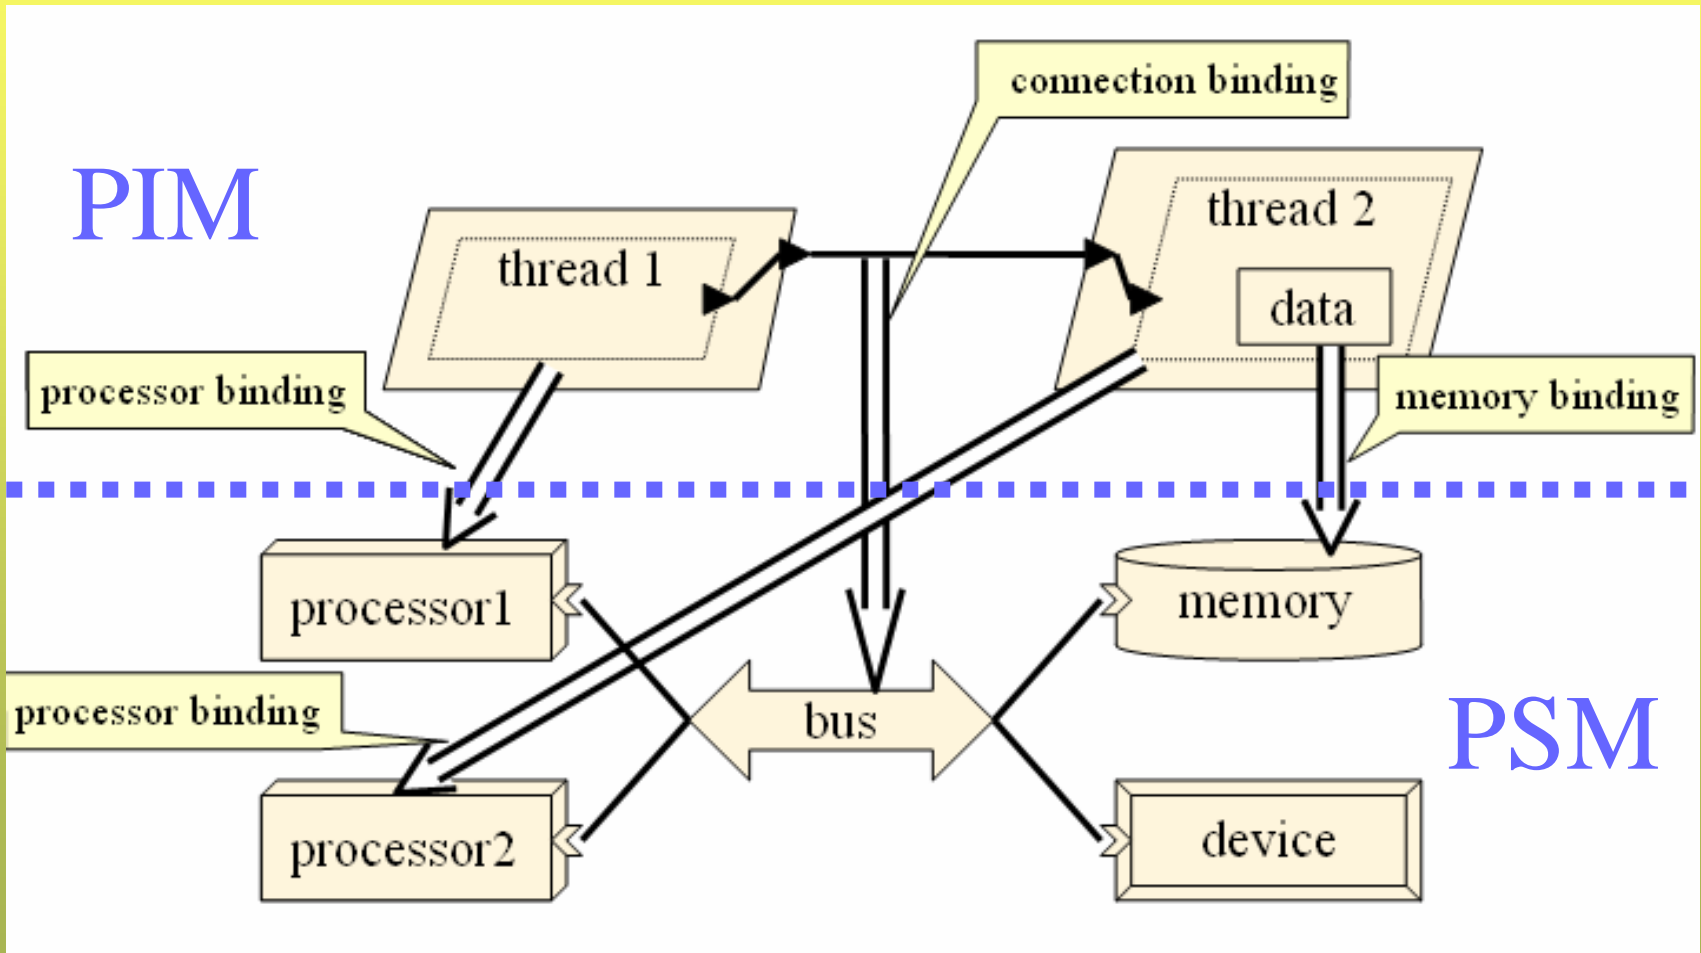 connection binding
PIM
thread 1
thread 2
data
processor binding
memory binding
processor1
memory
processor binding
bus
PSM
processor2
device